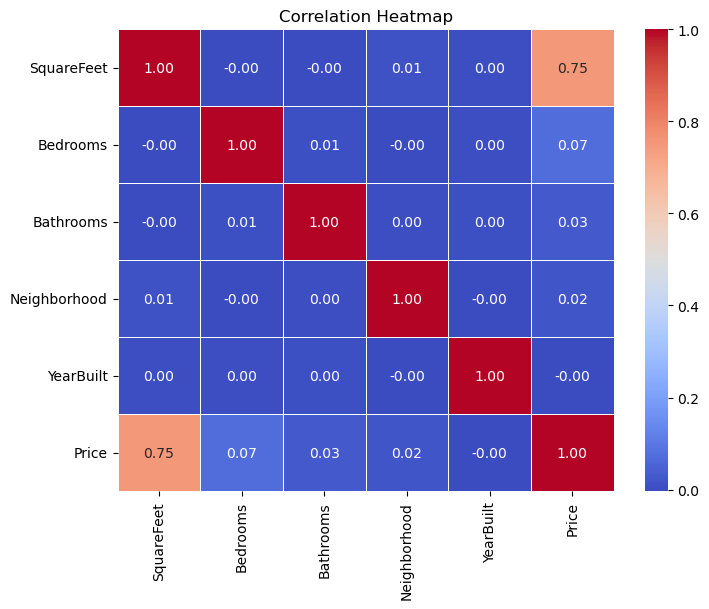 Correlation Heatmap
SquareFeet 1.00 -0.00 -0.00 0.01 0.00 0.75
Bedrooms -0.00 1.00 0.01 -0.00 0.00 0.07
Bathrooms -0.00 0.01 1.00 0.00 0.00 0.03
Neighborhood 0.01 -0.00 0.00 1.00 -0.00 0.02
YearBuilt 0.00 0.00 0.00 -0.00 1.00 -0.00
Price 0.75 0.07 0.03 0.02 -0.00 1.00
SquareFeet
Bedrooms
Bathrooms
Neighborhood
YearBuilt
Price
1.0
0.8
0.6
0.4
0.2
0.0